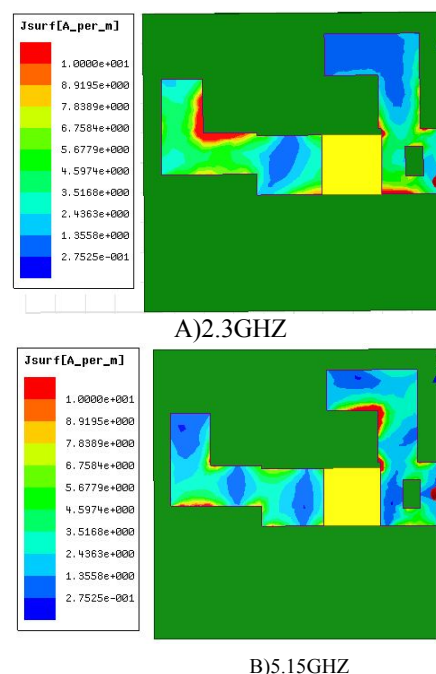 Jsurf[A_per_m]
1.0000e+001
8.9195e+000
7.8389e+000
6.7584e+000
5.6779e+000
4.5974e+000
3.5168e+000
2.4363e+000
1.3558e+000
2.7525e-001
A)2.3GHZ
Jsurf[A_per_m]
1.0000e+001
8.9195e+000
7.8389e+000
6.7584e+000
5.6779e+000
4.5974e+000
3.5168e+000
2.4363e+000
1.3558e+000
2.7525e-001
B)5.15GHZ